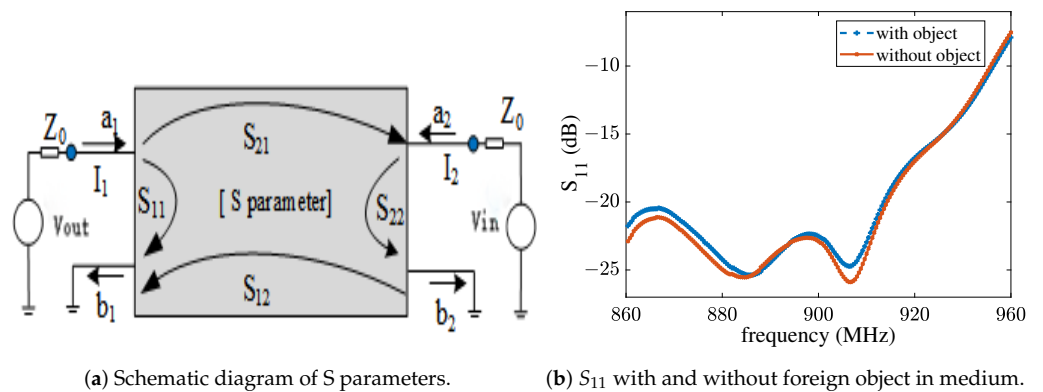 Z₀
a₁
I₁
S₂₁
a₂
Z₀
I₂
S₁₁
[ S parameter]
S₂₂
Vout
Vin
S₁₂
b₁
b₂
(a) Schematic diagram of S parameters.
with object
without object
−10
−15
−20
−25
S₁₁ (dB)
860
880
900
920
940
960
frequency (MHz)
(b) S₁₁ with and without foreign object in medium.